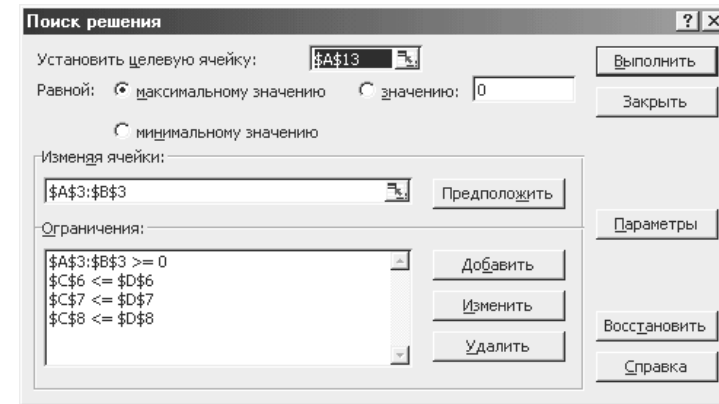 Поиск решения
Установить целевую ячейку: $A$13 Выполнить
Равной: максимальному значению значению: 0 Закрыть
минимальному значению
Изменяя ячейки:
$A$3:$B$3 Предположить
Ограничения: Параметры
$A$3:$B$3 >= 0 Добавить
$C$6 <= $D$6
$C$7 <= $D$7 Изменить
$C$8 <= $D$8
Восстановить
Удалить
Справка